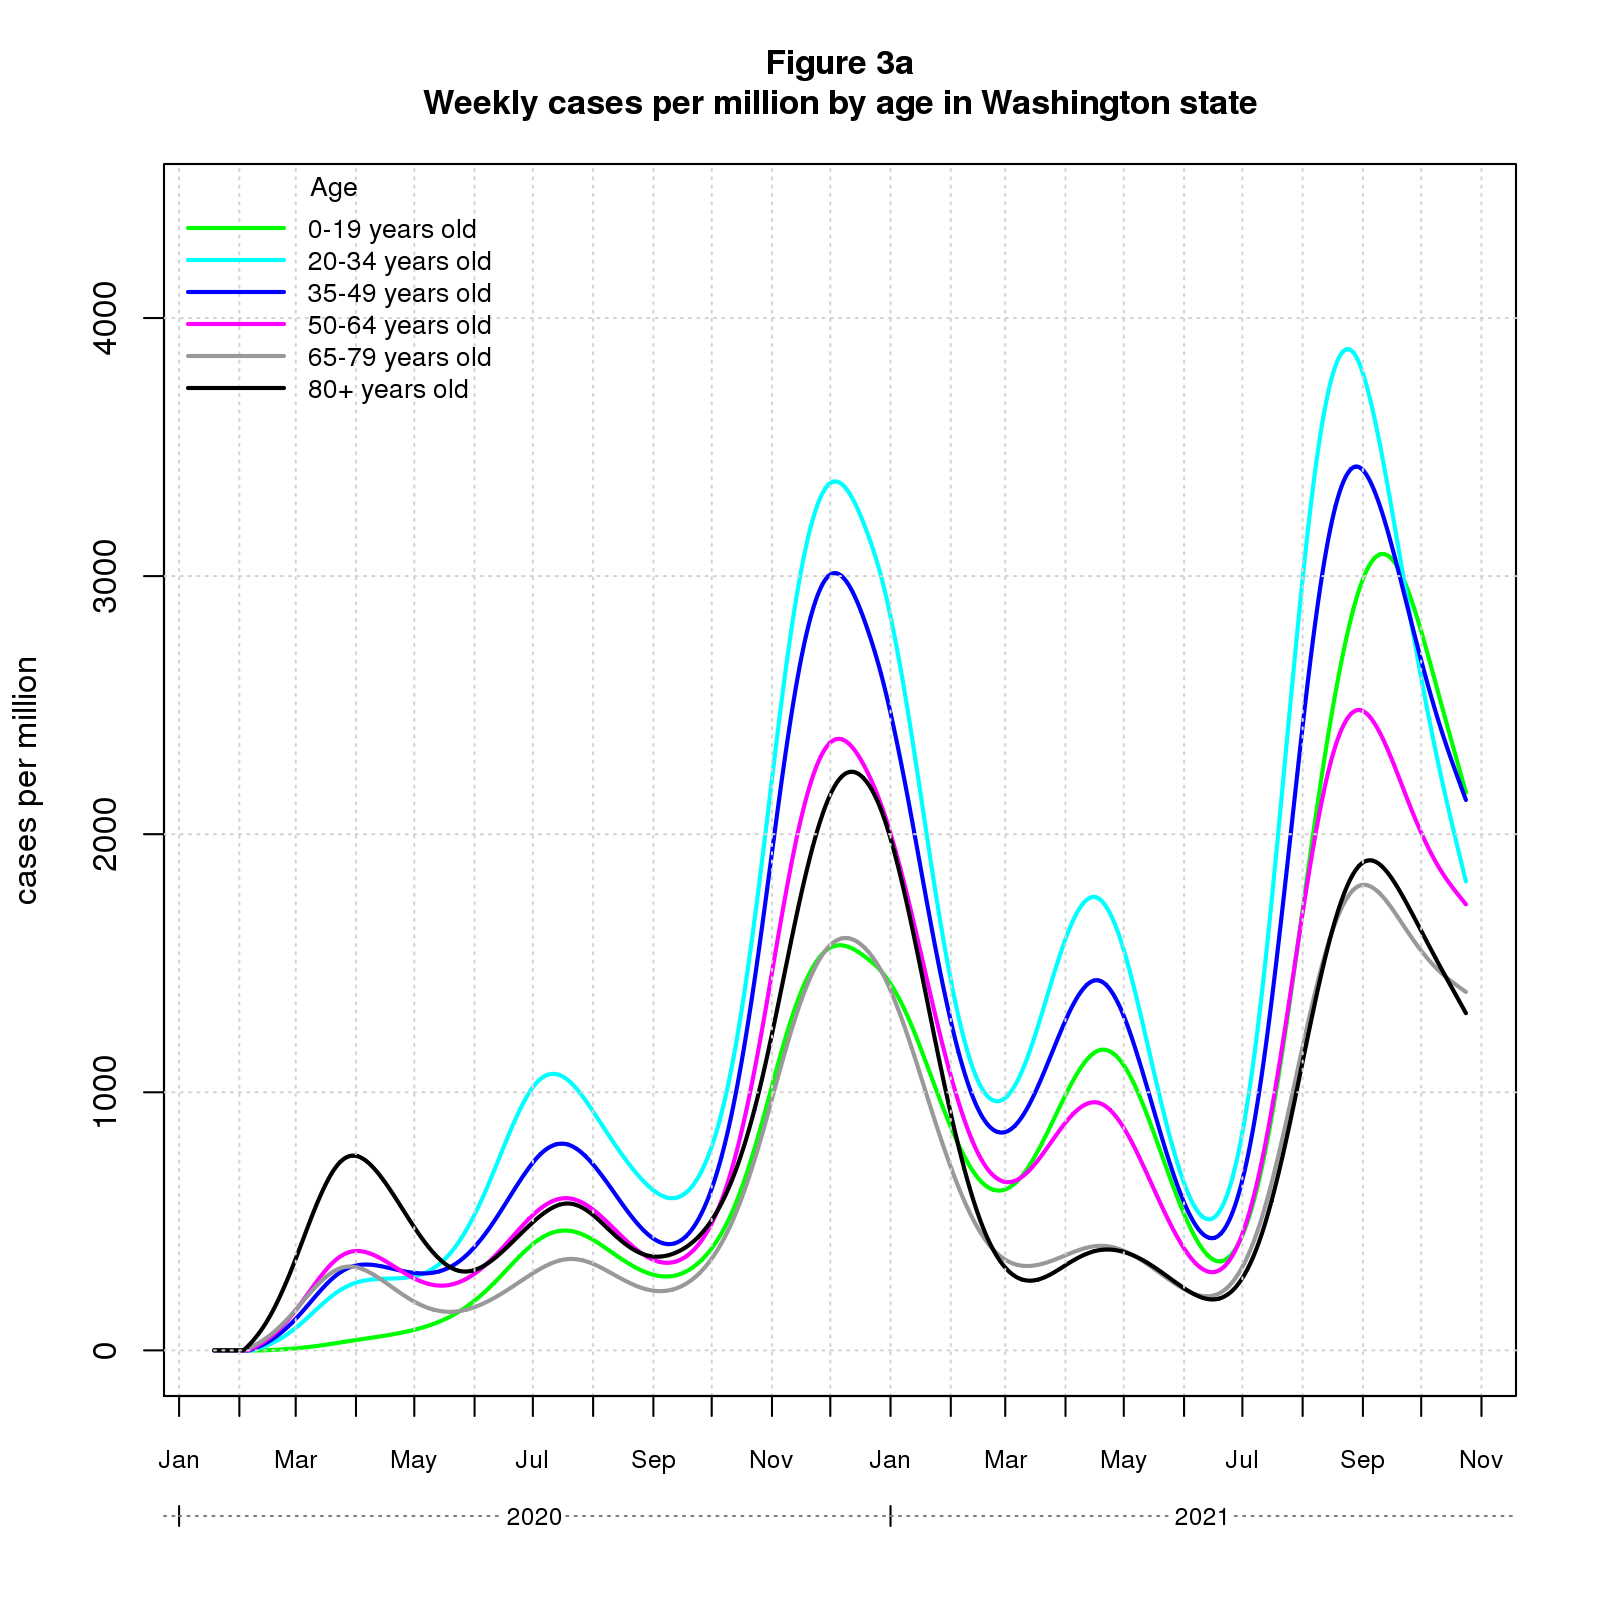 Figure 3a
Weekly cases per million by age in Washington state
Age
0-19 years old
20-34 years old
35-49 years old
50-64 years old
65-79 years old
80+ years old
cases per million
4000
3000
2000
1000
0
Jan Mar May Jul Sep Nov Jan Mar May Jul Sep Nov
2020 2021